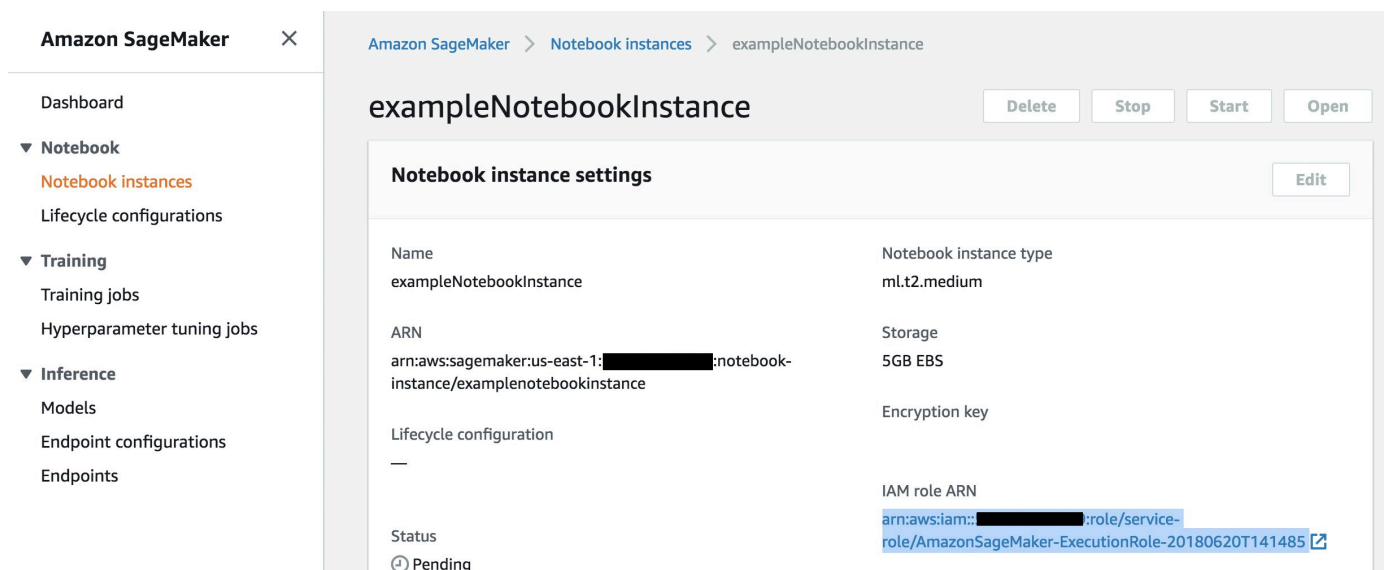 Amazon SageMaker
Dashboard
Notebook
Notebook instances
Lifecycle configurations
Training
Training jobs
Hyperparameter tuning jobs
Inference
Models
Endpoint configurations
Endpoints
Amazon SageMaker > Notebook instances > exampleNotebookInstance
exampleNotebookInstance
Delete
Stop
Start
Open
Notebook instance settings
Edit
Name
exampleNotebookInstance
ARN
arn:aws:sagemaker:us-east-1: :notebook-
instance/examplenotebookinstance
Lifecycle configuration
—
Status
Pending
Notebook instance type
ml.t2.medium
Storage
5GB EBS
Encryption key
IAM role ARN
arn:aws:iam:: :role/service-
role/AmazonSageMaker-ExecutionRole-20180620T141485